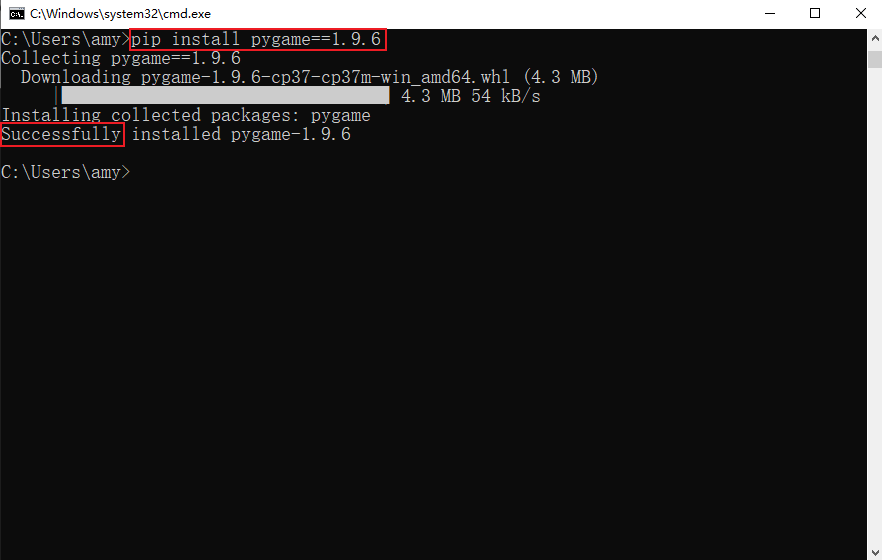 C:\Windows\system32\cmd.exe
C:\Users\amy>pip install pygame==1.9.6
Collecting pygame==1.9.6
  Downloading pygame-1.9.6-cp37-cp37m-win_amd64.whl (4.3 MB)
     |████████████████████████████████| 4.3 MB 54 kB/s
Installing collected packages: pygame
Successfully installed pygame-1.9.6
C:\Users\amy>